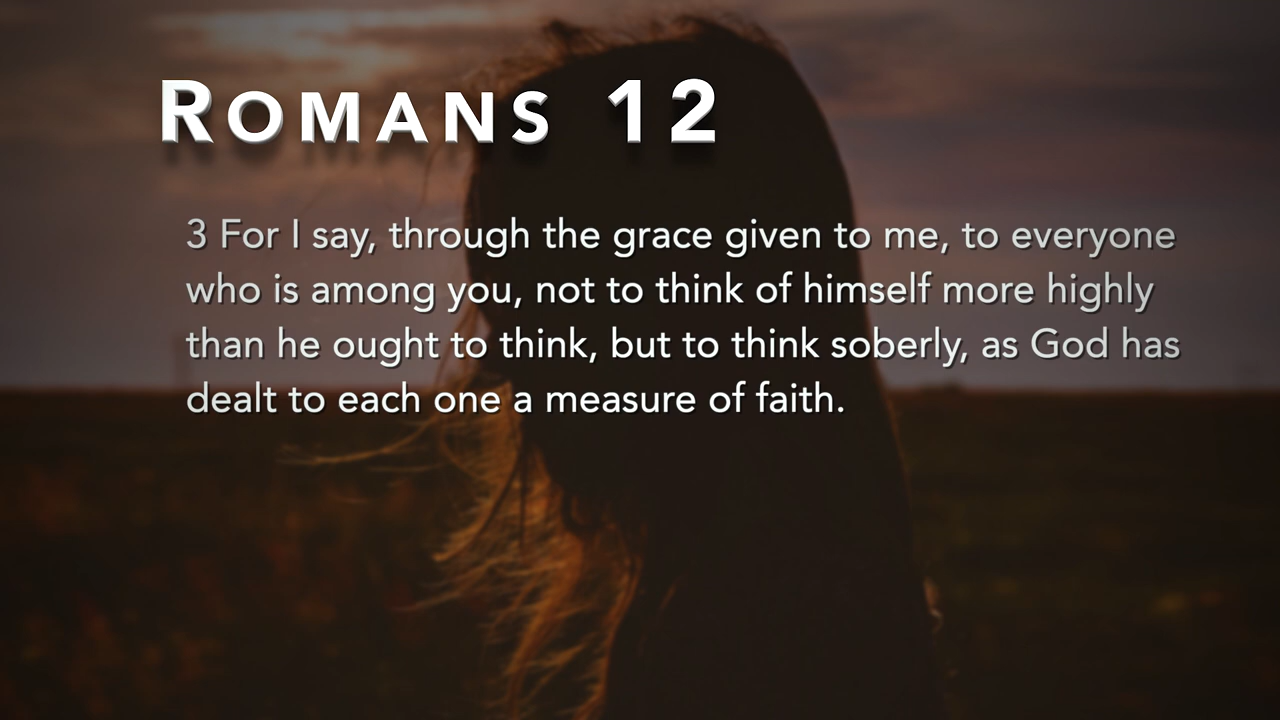 ROMANS 12
3 For I say, through the grace given to me, to everyone
who is among you, not to think of himself more highly
than he ought to think, but to think soberly, as God has
dealt to each one a measure of faith.